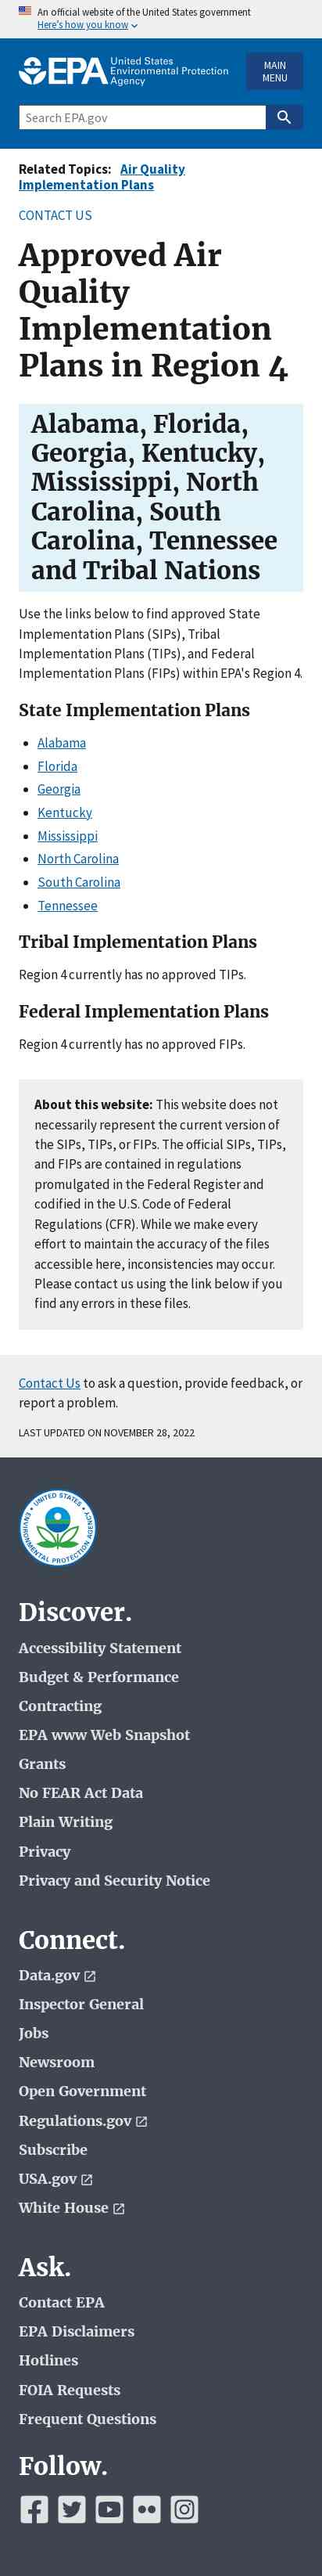 An official website of the United States government
Here's how you know
EPA United States
Environmental Protection
Agency
MAIN
MENU
Search EPA.gov
Related Topics: Air Quality
Implementation Plans
CONTACT US
Approved Air
Quality
Implementation
Plans in Region 4
Alabama, Florida,
Georgia, Kentucky,
Mississippi, North
Carolina, South
Carolina, Tennessee
and Tribal Nations
Use the links below to find approved State
Implementation Plans (SIPs), Tribal
Implementation Plans (TIPs), and Federal
Implementation Plans (FIPs) within EPA's Region 4.
State Implementation Plans
Alabama
Florida
Georgia
Kentucky
Mississippi
North Carolina
South Carolina
Tennessee
Tribal Implementation Plans
Region 4 currently has no approved TIPs.
Federal Implementation Plans
Region 4 currently has no approved FIPs.
About this website: This website does not
necessarily represent the current version of
the SIPs, TIPs, or FIPs. The official SIPs, TIPs,
and FIPs are contained in regulations
promulgated in the Federal Register and
codified in the U.S. Code of Federal
Regulations (CFR). While we make every
effort to maintain the accuracy of the files
accessible here, inconsistencies may occur.
Please contact us using the link below if you
find any errors in these files.
Contact Us to ask a question, provide feedback, or
report a problem.
LAST UPDATED ON NOVEMBER 28, 2022
UNITED STATES
ENVIRONMENTAL PROTECTION AGENCY
Discover.
Accessibility Statement
Budget & Performance
Contracting
EPA www Web Snapshot
Grants
No FEAR Act Data
Plain Writing
Privacy
Privacy and Security Notice
Connect.
Data.gov
Inspector General
Jobs
Newsroom
Open Government
Regulations.gov
Subscribe
USA.gov
White House
Ask.
Contact EPA
EPA Disclaimers
Hotlines
FOIA Requests
Frequent Questions
Follow.